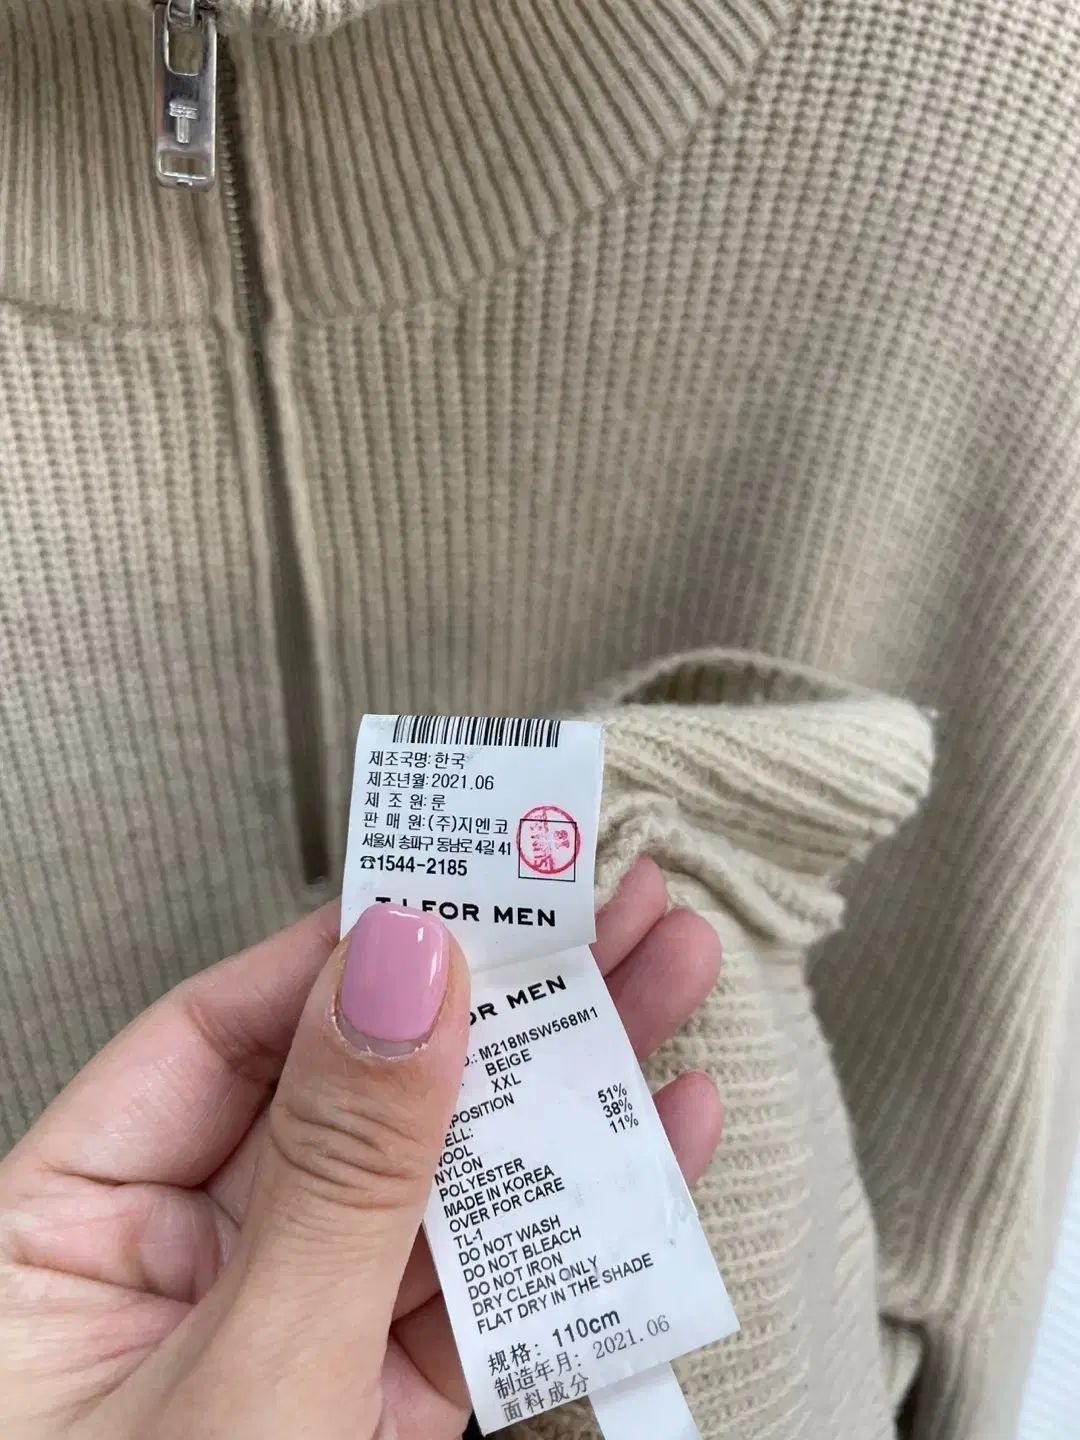 제조국명:한국
제조년월:2021.06
제 조 원:룬
판 매 원:(주)지엔코
서울시 송파구 동남로 4길 41
☎1544-2185
FOR MEN
MEN
M218MSW568M1
BEIGE
XXL
51%
38%
11%
NYLON
POLYESTER
MADE IN KOREA
OVER FOR CARE
TL-1
DO NOT WASH
DO NOT BLEACH
DO NOT IRON
DRY CLEAN ONLY
FLAT DRY IN THE SHADE
规格: 110cm
制造年月: 2021.06
面料成分